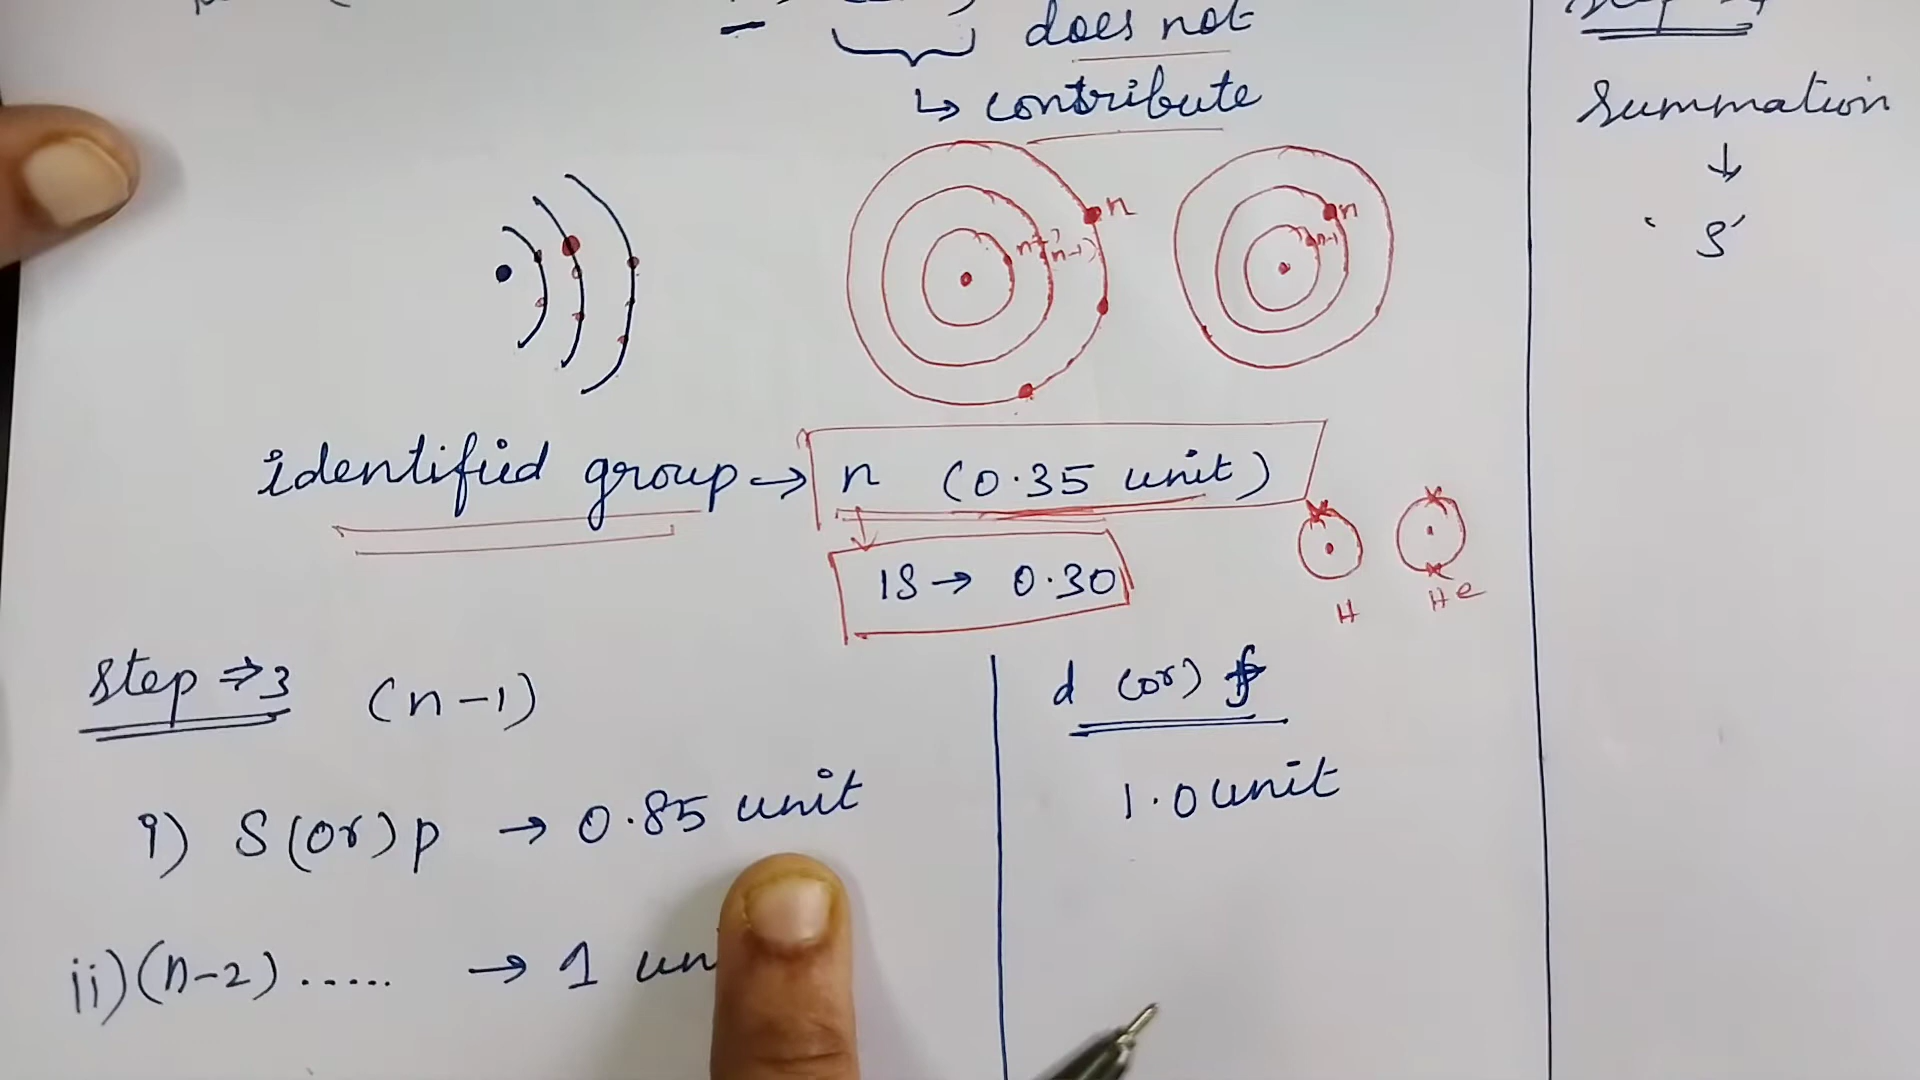 does not
↳ contribute
Summation
↓
'S'
n
(n-1)
n
n-1
identified group → n (0.35 unit)
1S → 0.30
H
He
Step ⇒ 3 (n-1)
d (or) f
i) S (or) p → 0.85 unit
1.0 unit
ii) (n-2) ..... → 1